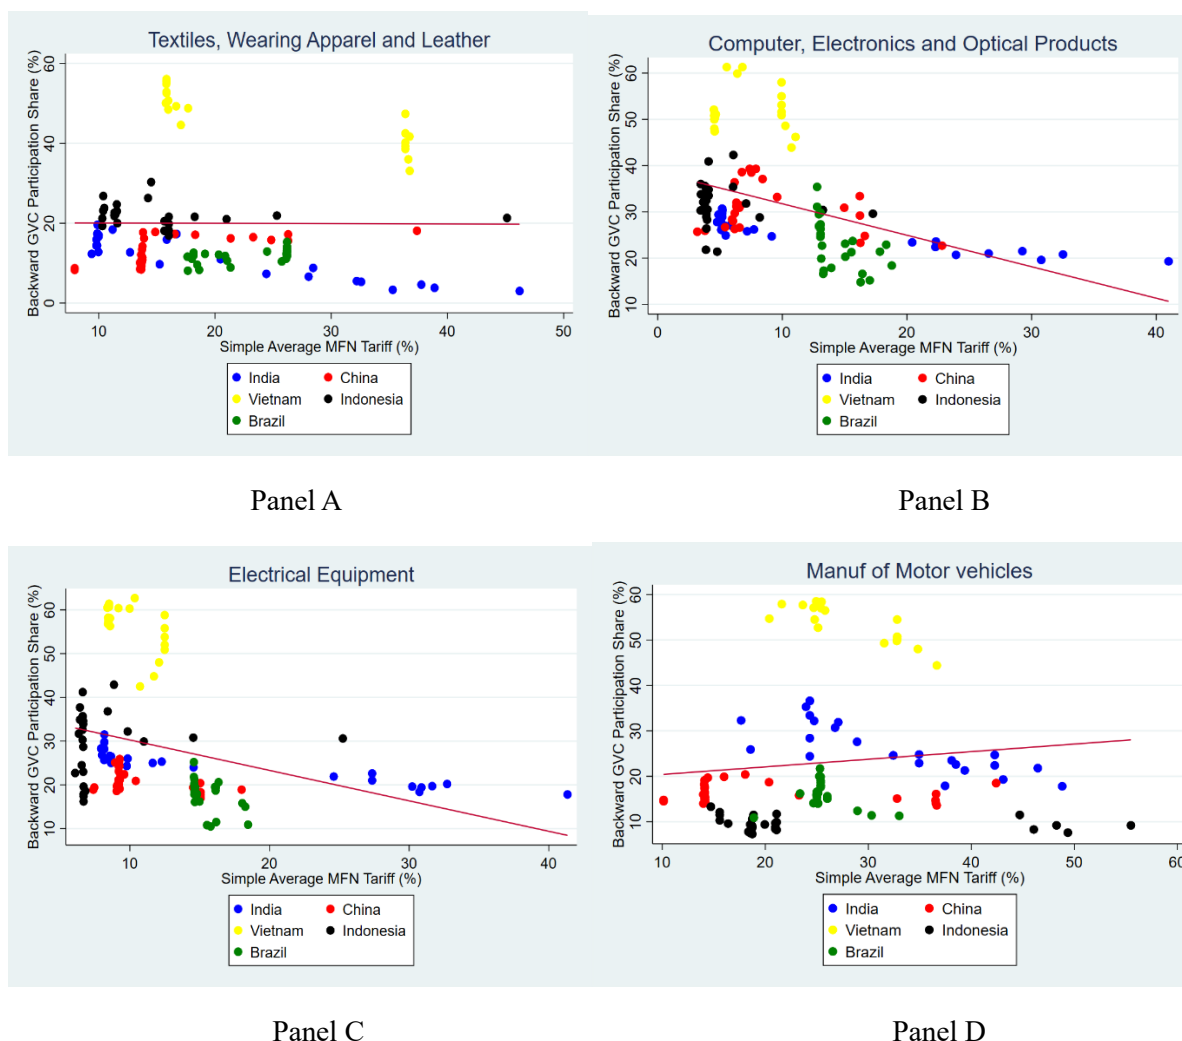 Textiles, Wearing Apparel and Leather
Backward GVC Participation Share (%)
60
40
20
0
10 20 30 40 50
Simple Average MFN Tariff (%)
India China
Vietnam Indonesia
Brazil
Panel A
Computer, Electronics and Optical Products
Backward GVC Participation Share (%)
60
50
40
30
20
10
0 10 20 30 40
Simple Average MFN Tariff (%)
India China
Vietnam Indonesia
Brazil
Panel B
Electrical Equipment
Backward GVC Participation Share (%)
60
50
40
30
20
10
10 20 30 40
Simple Average MFN Tariff (%)
India China
Vietnam Indonesia
Brazil
Panel C
Manuf of Motor vehicles
Backward GVC Participation Share (%)
60
50
40
30
20
10
10 20 30 40 50 60
Simple Average MFN Tariff (%)
India China
Vietnam Indonesia
Brazil
Panel D